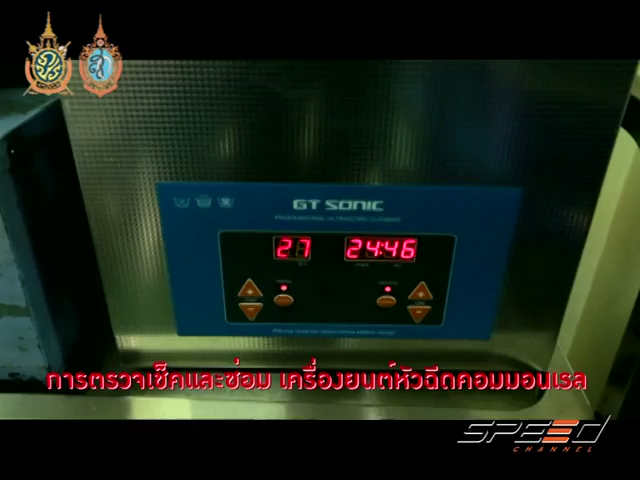 GT SONIC
PROFESSIONAL ULTRASONIC CLEANER
27 24:46
การตรวจเช็คและซ่อม เครื่องยนต์หัวฉีดคอมมอนเรล
SPEED
CHANNEL